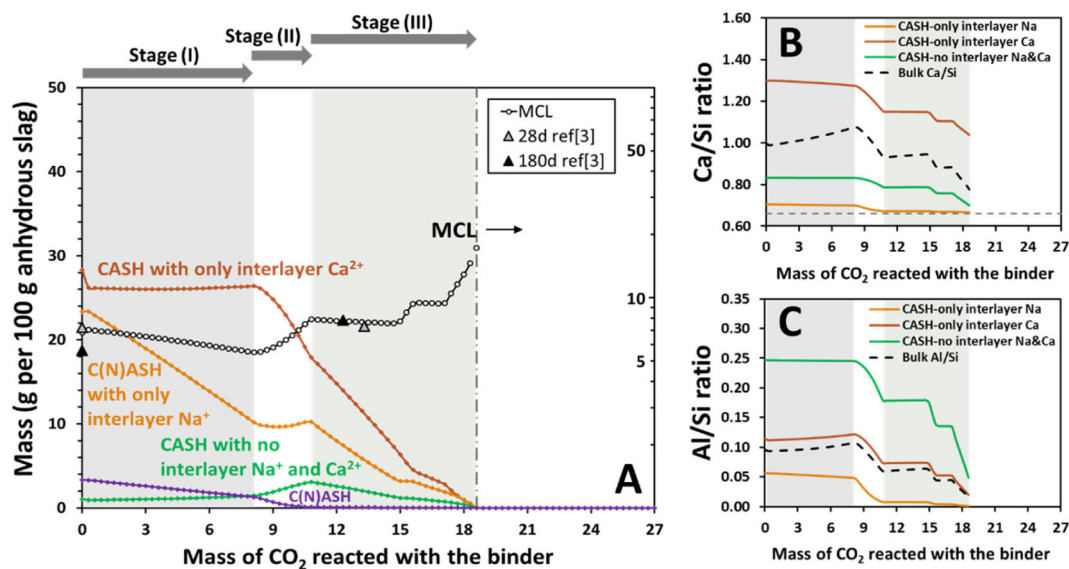 Stage (I)
Stage (II)
Stage (III)
Mass (g per 100 g anhydrous slag)
50
40
30
20
10
0
MCL
28d ref[3]
180d ref[3]
50
10
5
MCL
CASH with only interlayer Ca2+
C(N)ASH
with only
interlayer Na+
CASH with no
interlayer Na+ and Ca2+
C(N)ASH
A
0 3 6 9 12 15 18 21 24 27
Mass of CO2 reacted with the binder
B
CASH-only interlayer Na
CASH-only interlayer Ca
CASH-no interlayer Na&Ca
Bulk Ca/Si
Ca/Si ratio
1.60
1.40
1.20
1.00
0.80
0.60
0 3 6 9 12 15 18 21 24 27
Mass of CO2 reacted with the binder
C
CASH-only interlayer Na
CASH-only interlayer Ca
CASH-no interlayer Na&Ca
Bulk Al/Si
Al/Si ratio
0.35
0.30
0.25
0.20
0.15
0.10
0.05
0.00
0 3 6 9 12 15 18 21 24 27
Mass of CO2 reacted with the binder